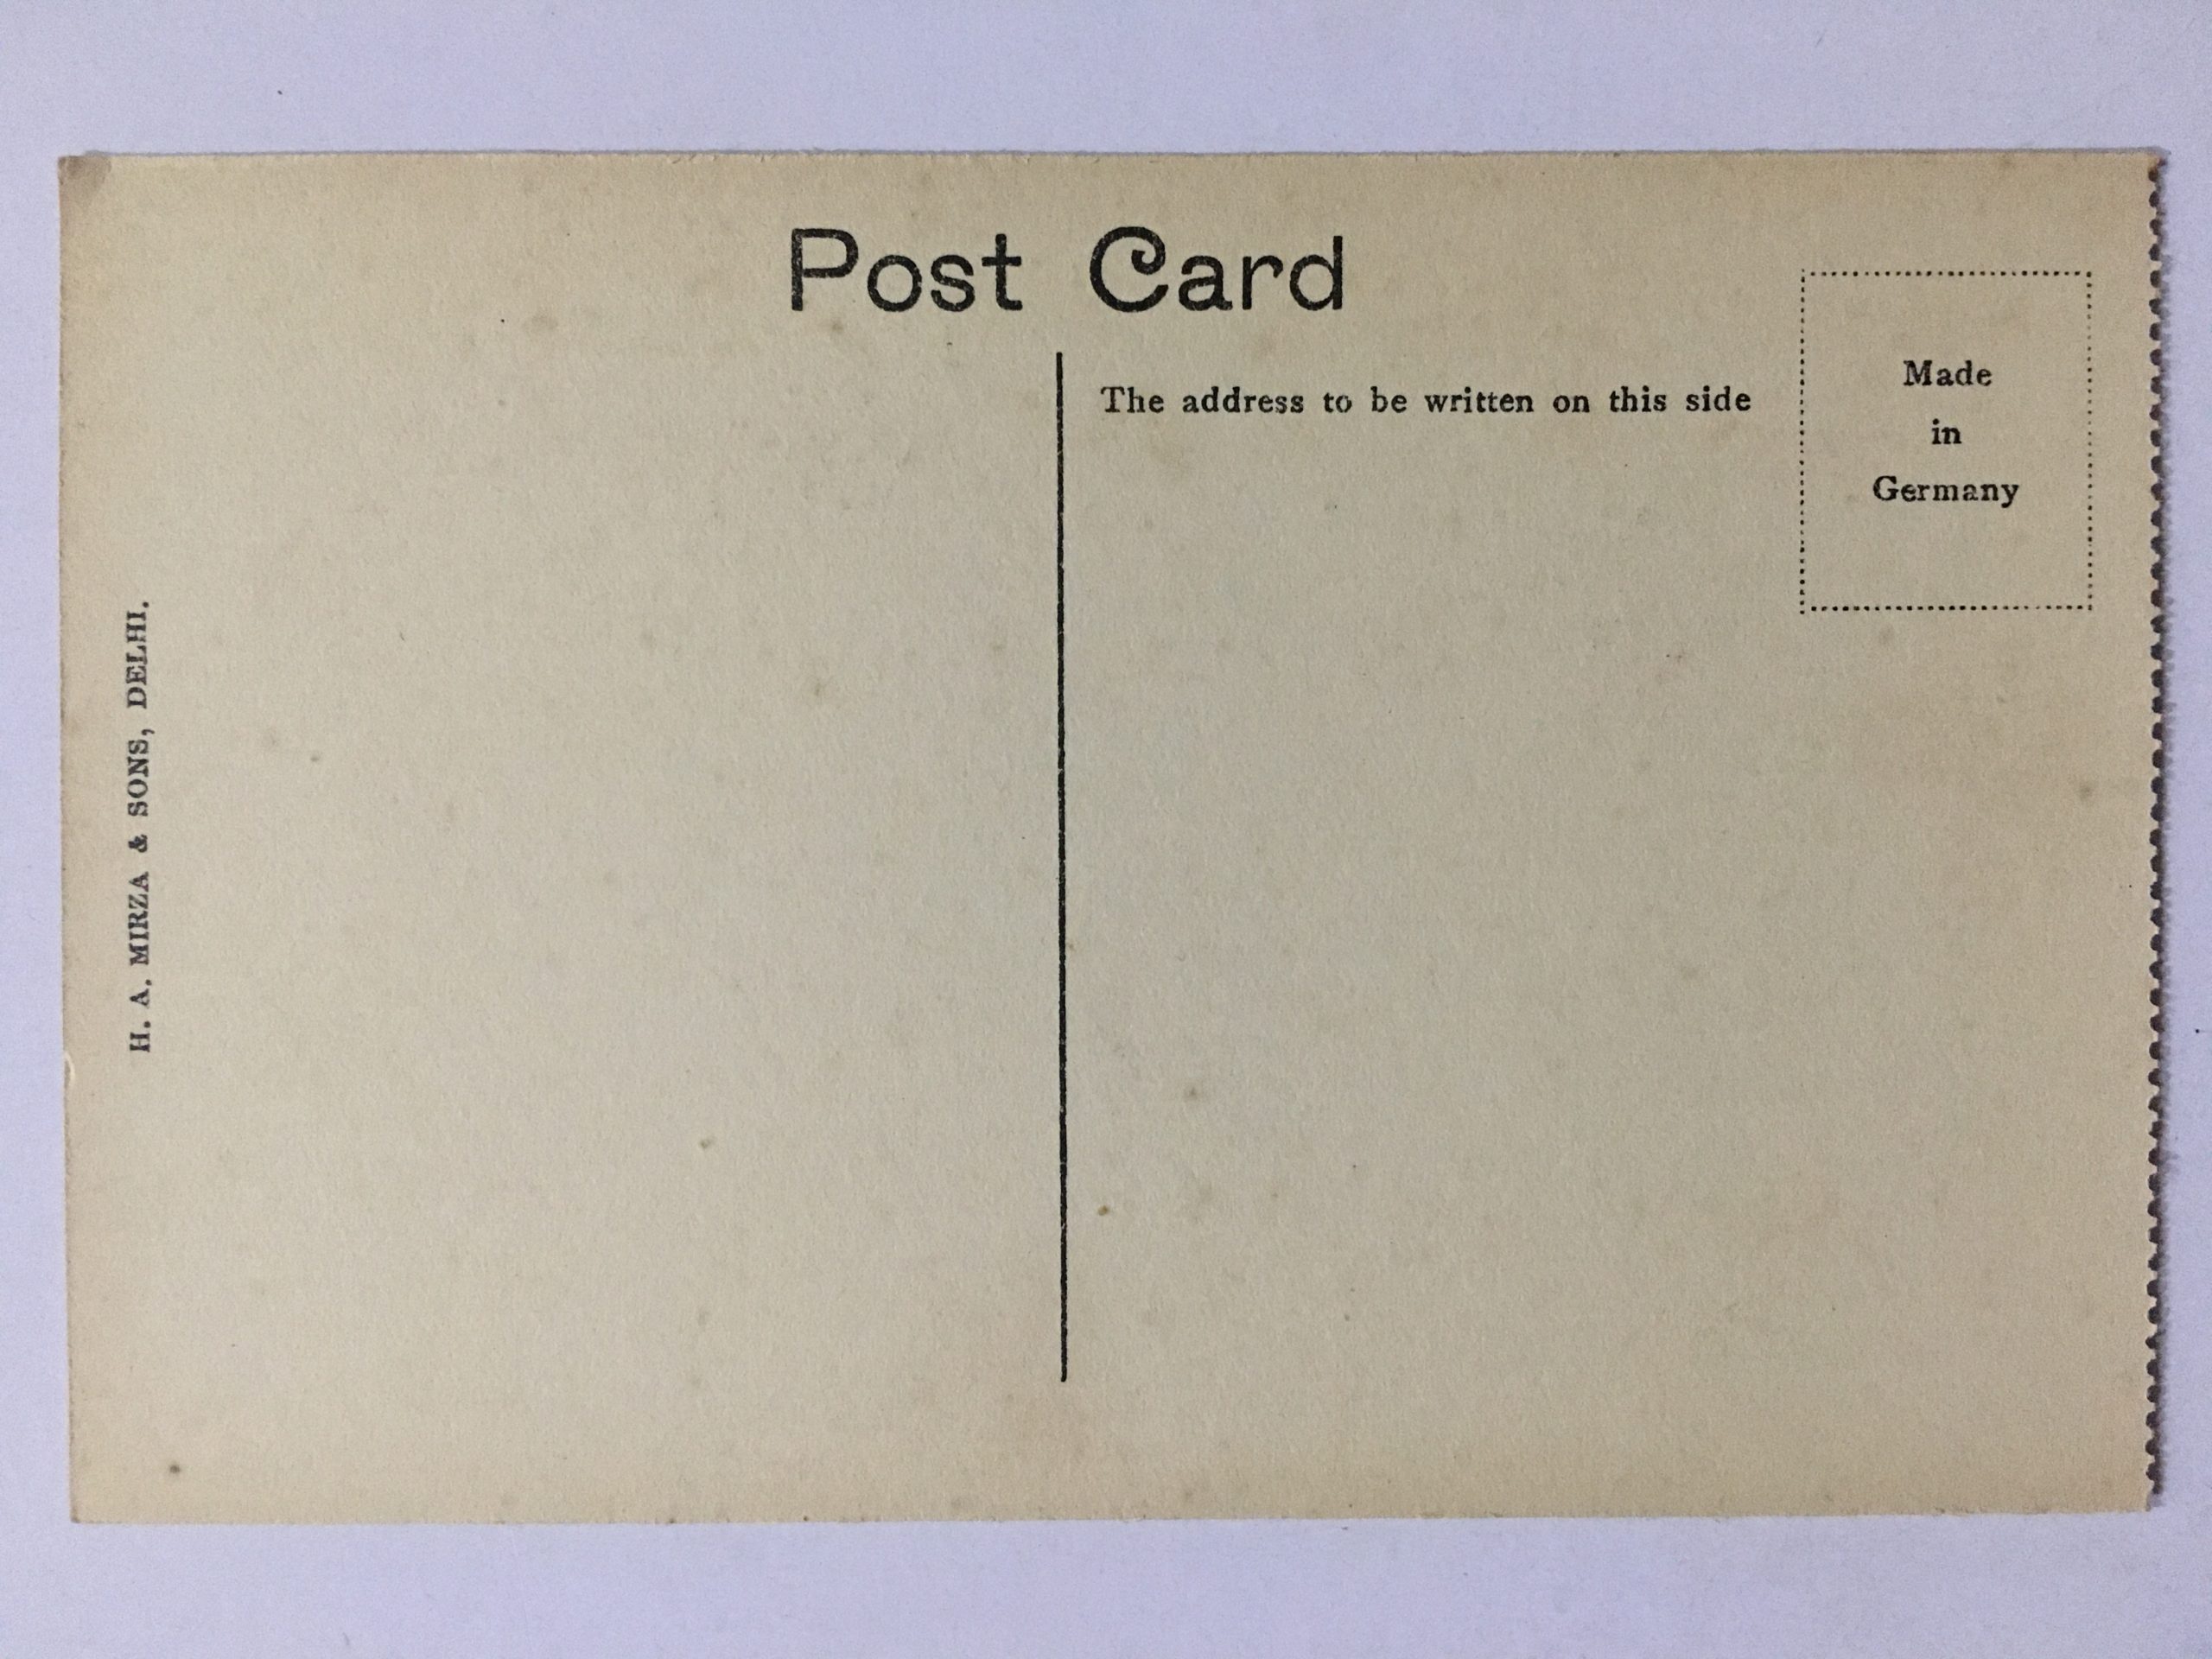 Post Card
The address to be written on this side
Made
in
Germany
H. A. MIRZA & SONS, DELHI.